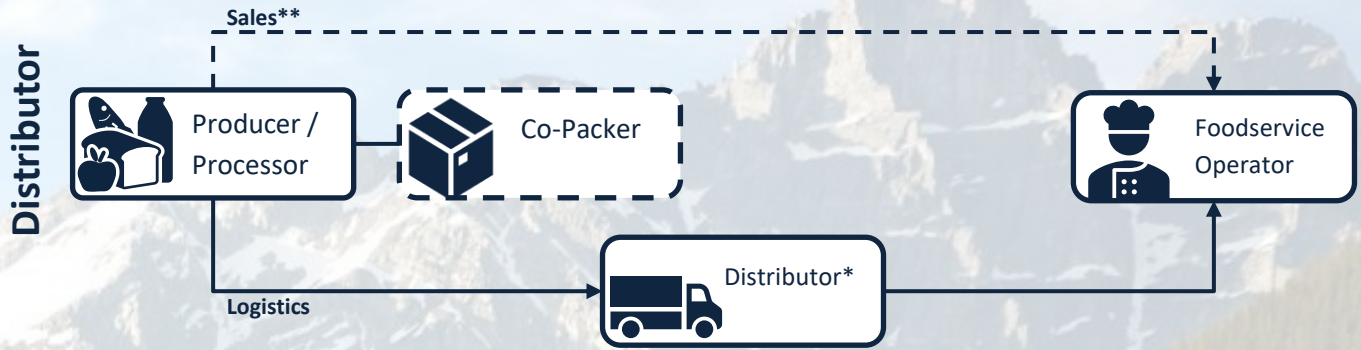 Sales**
Distributor
Producer /
Processor
Co-Packer
Foodservice
Operator
Distributor*
Logistics